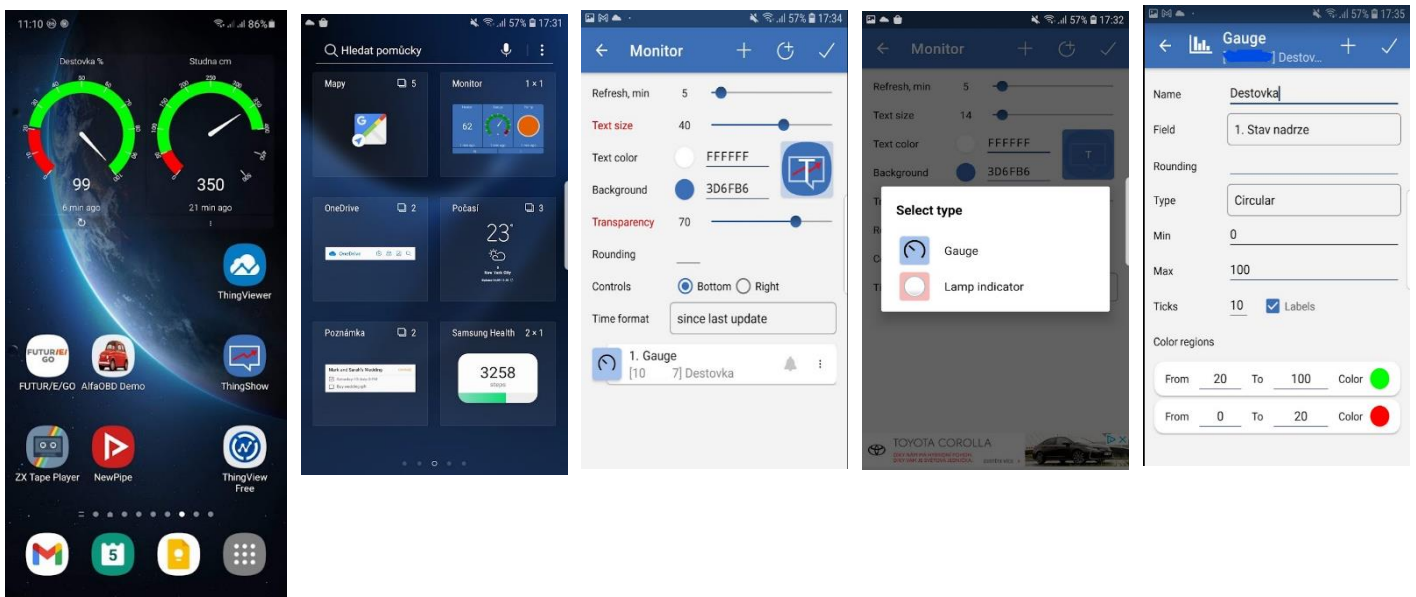 11:10 86%
Destovka %
Studna cm
99
350
6 min ago
21 min ago
ThingViewer
FUTUR/E/
GO
FUTUR/E/GO
AlfaOBD Demo
ThingShow
ZX Tape Player
NewPipe
ThingView
Free
5
57% 17:31
Hledat pomůcky
Mapy 5
Monitor 1×1
62
OneDrive 2
Počasí 3
OneDrive
23°
New York City
Poznámka 2
Samsung Health 2×1
3258
steps
57% 17:34
Monitor
Refresh, min 5
Text size 40
Text color FFFFFF
Background 3D6FB6
T
Transparency 70
Rounding
Controls Bottom Right
Time format since last update
1. Gauge
[10 7] Destovka
57% 17:32
Monitor
Refresh, min 5
Text size 14
Text color FFFFFF
Background 3D6FB6
T
Select type
Gauge
Lamp indicator
TOYOTA COROLLA
57% 17:35
Gauge
[ ] Destov...
Name Destovka
Field 1. Stav nadrze
Rounding
Type Circular
Min 0
Max 100
Ticks 10 Labels
Color regions
From 20 To 100 Color
From 0 To 20 Color